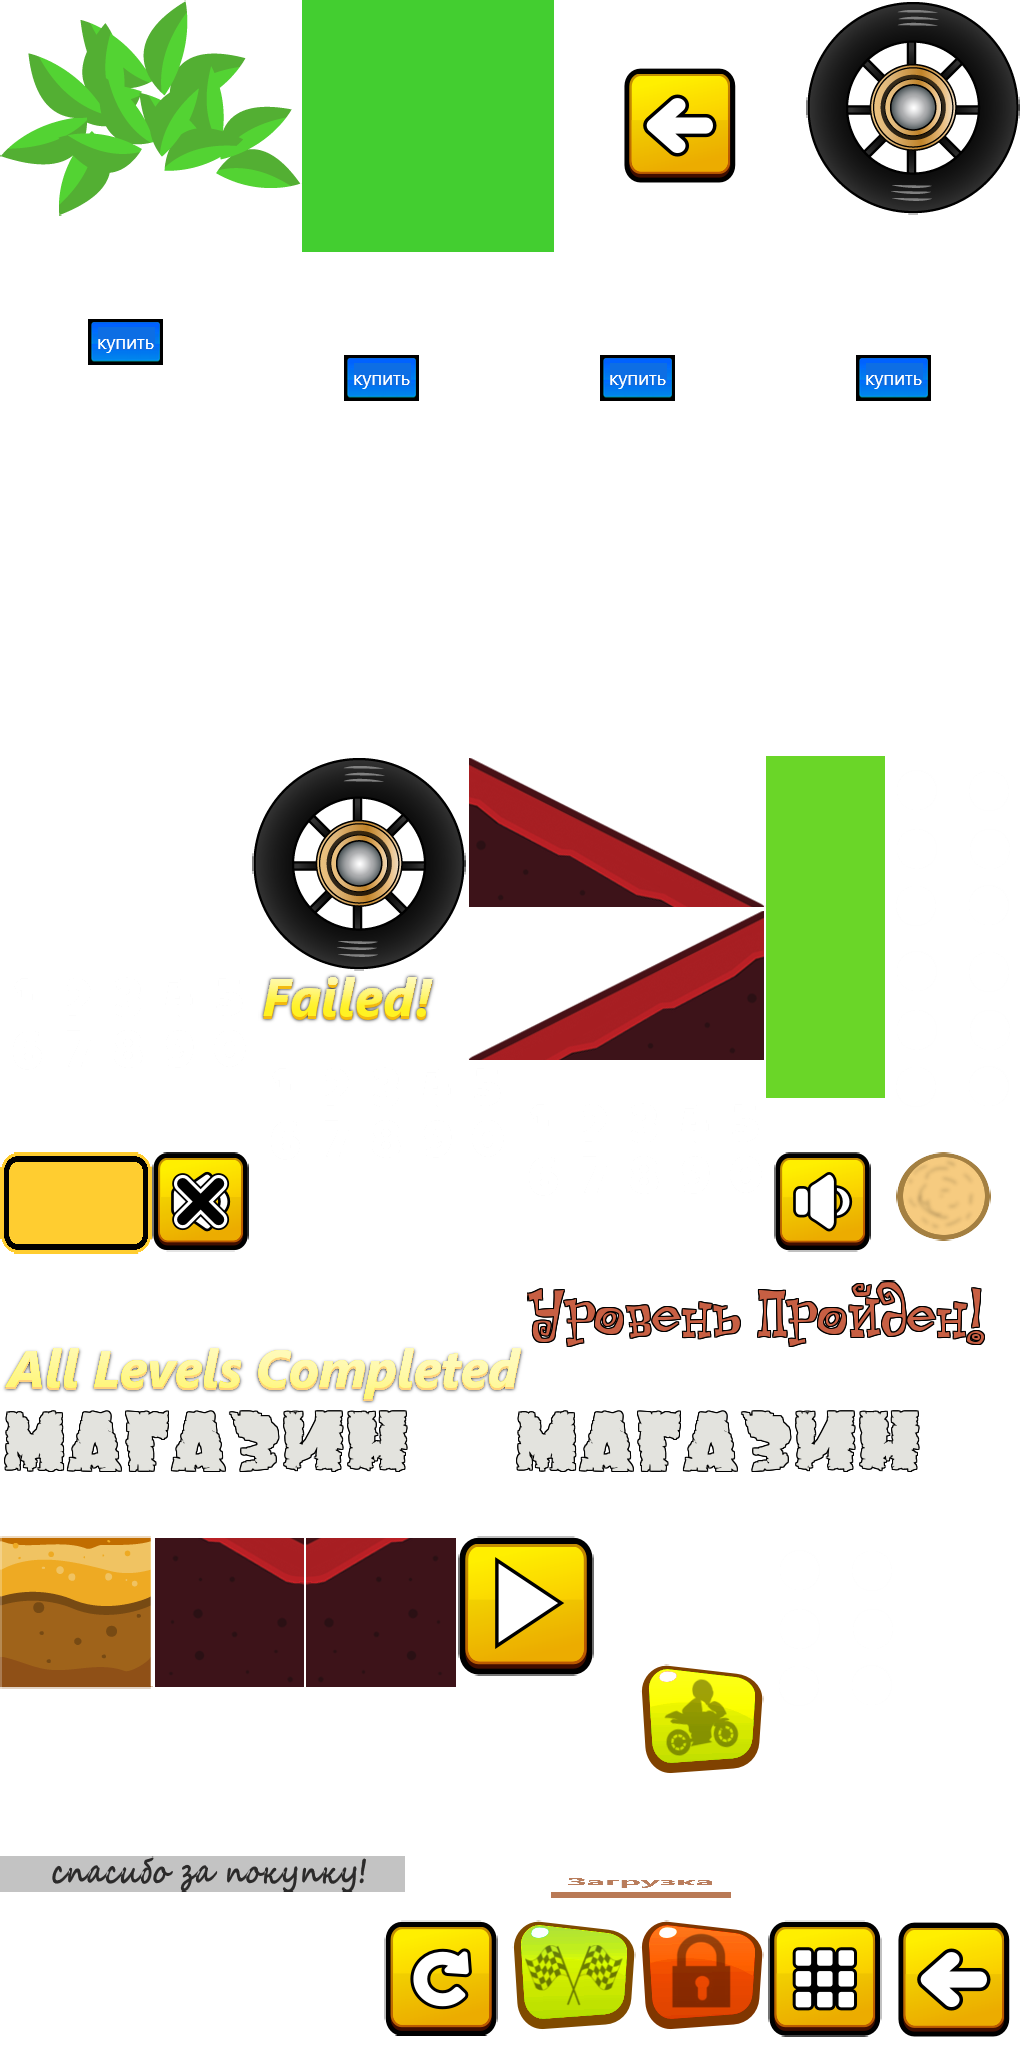 купить
купить
купить
купить
Failed!
Уровень Пройден!
All Levels Completed
МАГАЗИН
МАГАЗИН
спасибо за покупку!
Загрузка